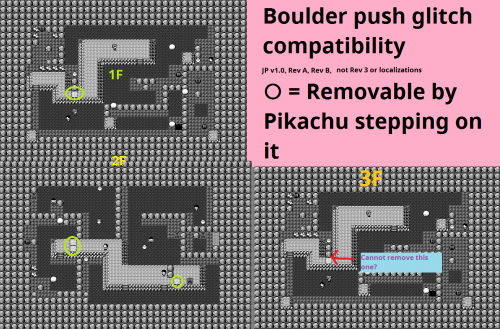 Boulder push glitch
compatibility
JP v1.0, Rev A, Rev B, not Rev 3 or localizations
O = Removable by
Pikachu stepping on
it
1F
2F
3F
Cannot remove this
one?